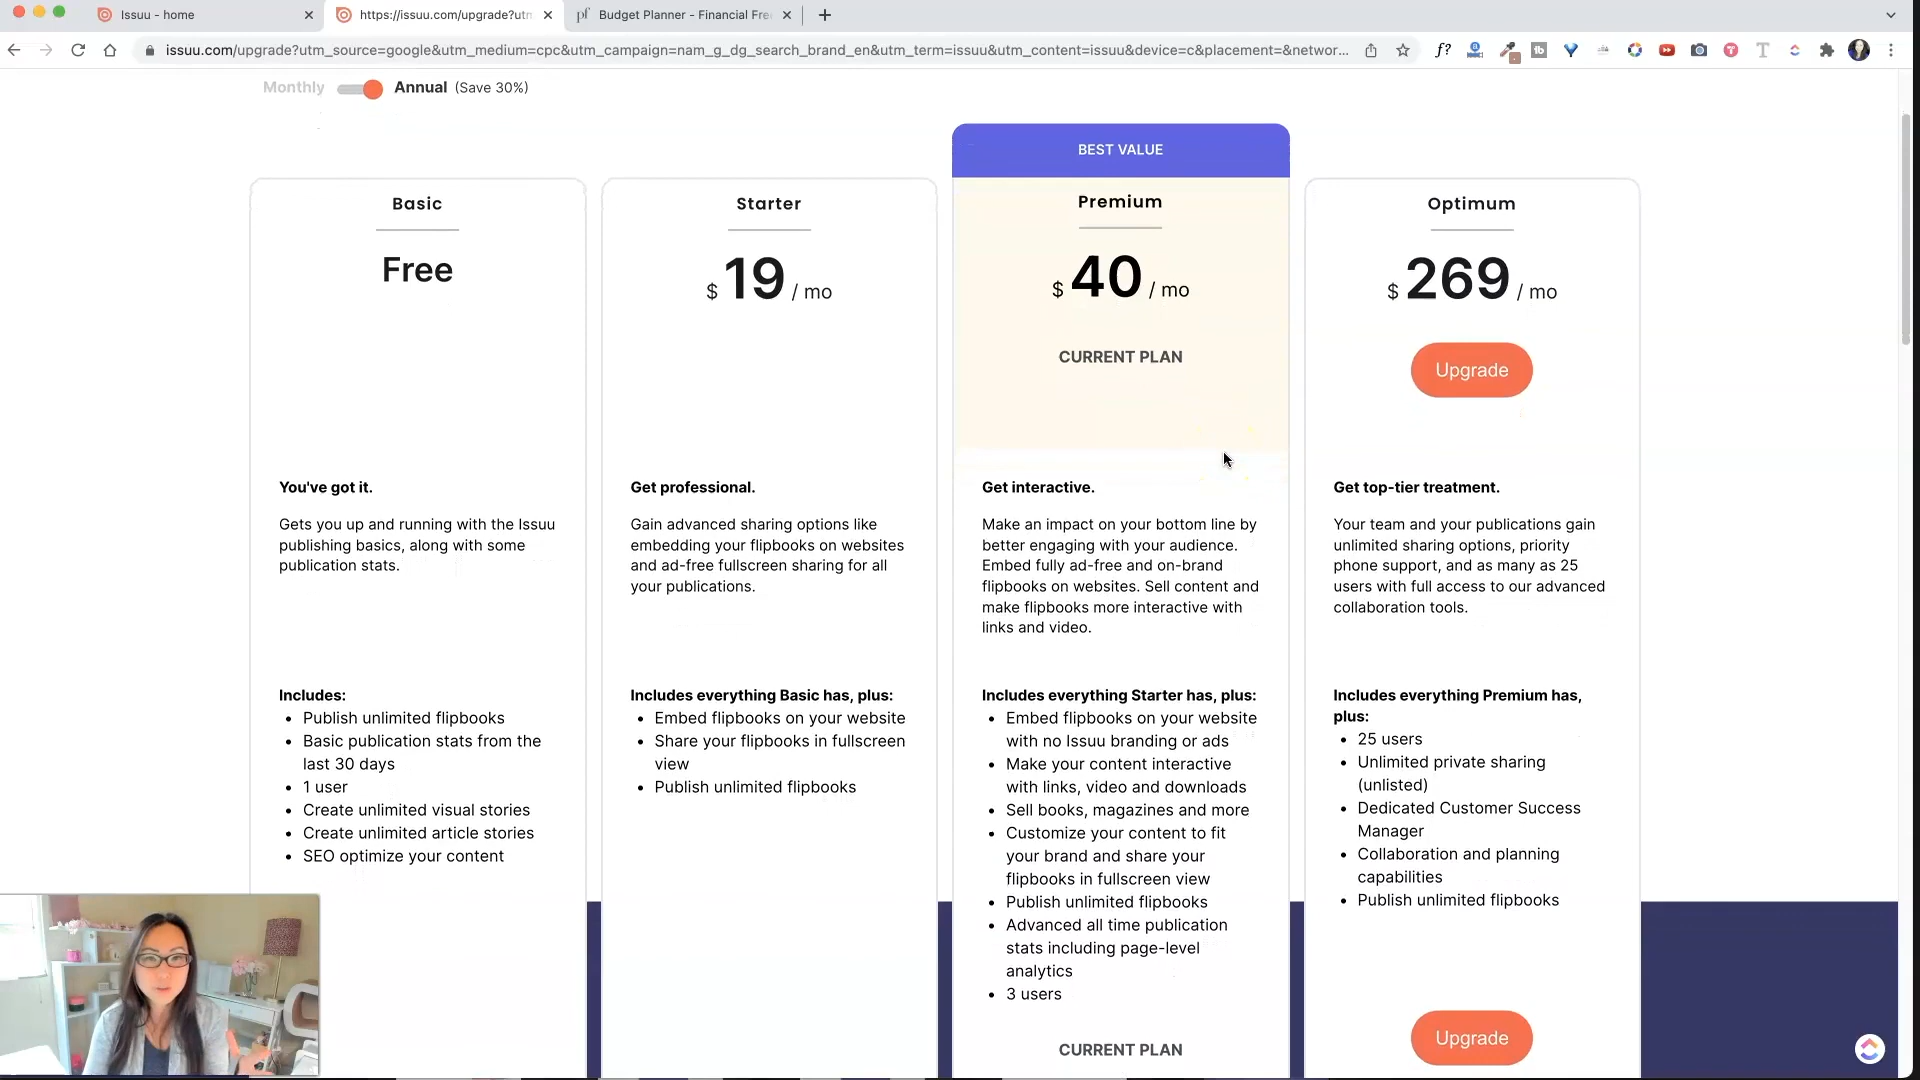 Issuu - home
https://issuu.com/upgrade?utm
pf
Budget Planner - Financial Fre
issuu.com/upgrade?utm_source=google&utm_medium=cpc&utm_campaign=nam_g_dg_search_brand_en&utm_term=issuu&utm_content=issuu&device=c&placement=&networ...
f?
Monthly
Annual (Save 30%)
BEST VALUE
Basic
Free
You've got it.
Gets you up and running with the Issuu
publishing basics, along with some
publication stats.
Includes:
• Publish unlimited flipbooks
• Basic publication stats from the
last 30 days
• 1 user
• Create unlimited visual stories
• Create unlimited article stories
• SEO optimize your content
Starter
$ 19 / mo
Get professional.
Gain advanced sharing options like
embedding your flipbooks on websites
and ad-free fullscreen sharing for all
your publications.
Includes everything Basic has, plus:
• Embed flipbooks on your website
• Share your flipbooks in fullscreen
view
• Publish unlimited flipbooks
Premium
$ 40 / mo
CURRENT PLAN
Get interactive.
Make an impact on your bottom line by
better engaging with your audience.
Embed fully ad-free and on-brand
flipbooks on websites. Sell content and
make flipbooks more interactive with
links and video.
Includes everything Starter has, plus:
• Embed flipbooks on your website
with no Issuu branding or ads
• Make your content interactive
with links, video and downloads
• Sell books, magazines and more
• Customize your content to fit
your brand and share your
flipbooks in fullscreen view
• Publish unlimited flipbooks
• Advanced all time publication
stats including page-level
analytics
• 3 users
CURRENT PLAN
Optimum
$ 269 / mo
Upgrade
Get top-tier treatment.
Your team and your publications gain
unlimited sharing options, priority
phone support, and as many as 25
users with full access to our advanced
collaboration tools.
Includes everything Premium has,
plus:
• 25 users
• Unlimited private sharing
(unlisted)
• Dedicated Customer Success
Manager
• Collaboration and planning
capabilities
• Publish unlimited flipbooks
Upgrade